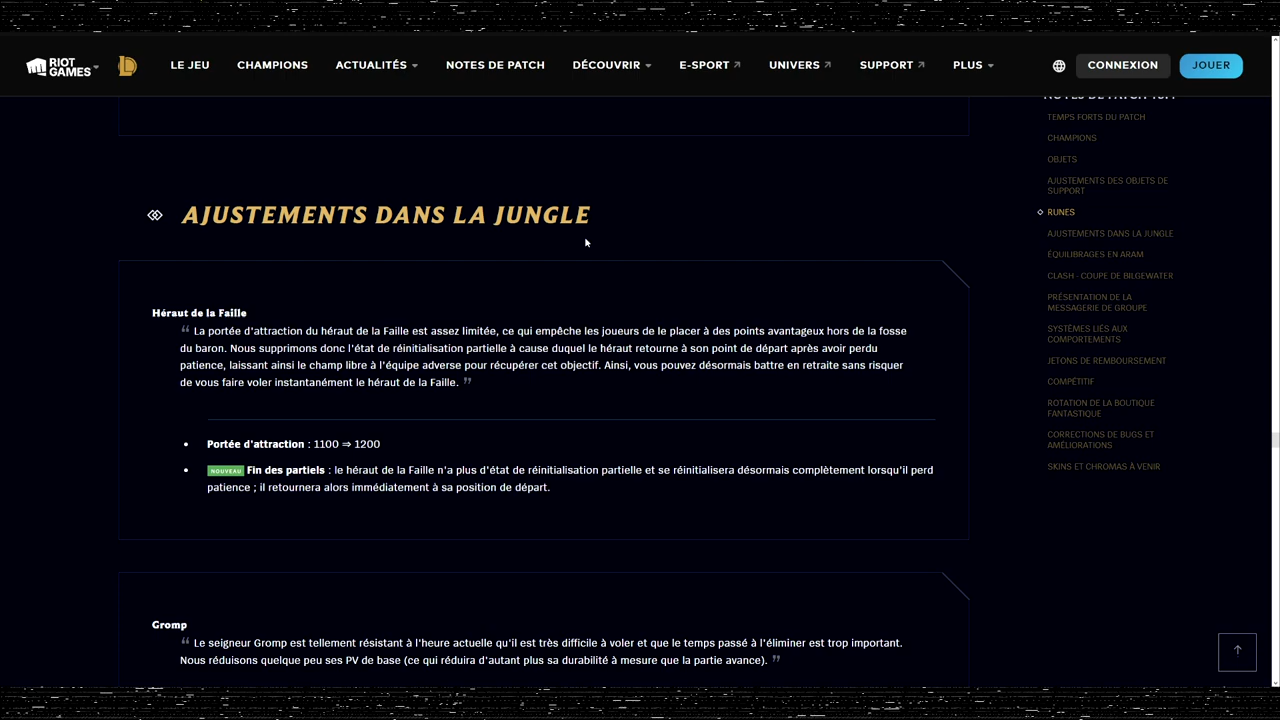 RIOT GAMES
LE JEU CHAMPIONS ACTUALITÉS NOTES DE PATCH DÉCOUVRIR E-SPORT UNIVERS SUPPORT PLUS CONNEXION JOUER
AJUSTEMENTS DANS LA JUNGLE
Héraut de la Faille
“ La portée d'attraction du héraut de la Faille est assez limitée, ce qui empêche les joueurs de le placer à des points avantageux hors de la fosse
du baron. Nous supprimons donc l'état de réinitialisation partielle à cause duquel le héraut retourne à son point de départ après avoir perdu
patience, laissant ainsi le champ libre à l'équipe adverse pour récupérer cet objectif. Ainsi, vous pouvez désormais battre en retraite sans risquer
de vous faire voler instantanément le héraut de la Faille. ”
• Portée d'attraction : 1100 ⇒ 1200
• NOUVEAU Fin des partiels : le héraut de la Faille n'a plus d'état de réinitialisation partielle et se réinitialisera désormais complètement lorsqu'il perd
patience ; il retournera alors immédiatement à sa position de départ.
Gromp
“ Le seigneur Gromp est tellement résistant à l'heure actuelle qu'il est très difficile à voler et que le temps passé à l'éliminer est trop important.
Nous réduisons quelque peu ses PV de base (ce qui réduira d'autant plus sa durabilité à mesure que la partie avance). ”
TEMPS FORTS DU PATCH
CHAMPIONS
OBJETS
AJUSTEMENTS DES OBJETS DE
SUPPORT
RUNES
AJUSTEMENTS DANS LA JUNGLE
ÉQUILIBRAGES EN ARAM
CLASH - COUPE DE BILGEWATER
PRÉSENTATION DE LA
MESSAGERIE DE GROUPE
SYSTÈMES LIÉS AUX
COMPORTEMENTS
JETONS DE REMBOURSEMENT
COMPÉTITIF
ROTATION DE LA BOUTIQUE
FANTASTIQUE
CORRECTIONS DE BUGS ET
AMÉLIORATIONS
SKINS ET CHROMAS À VENIR